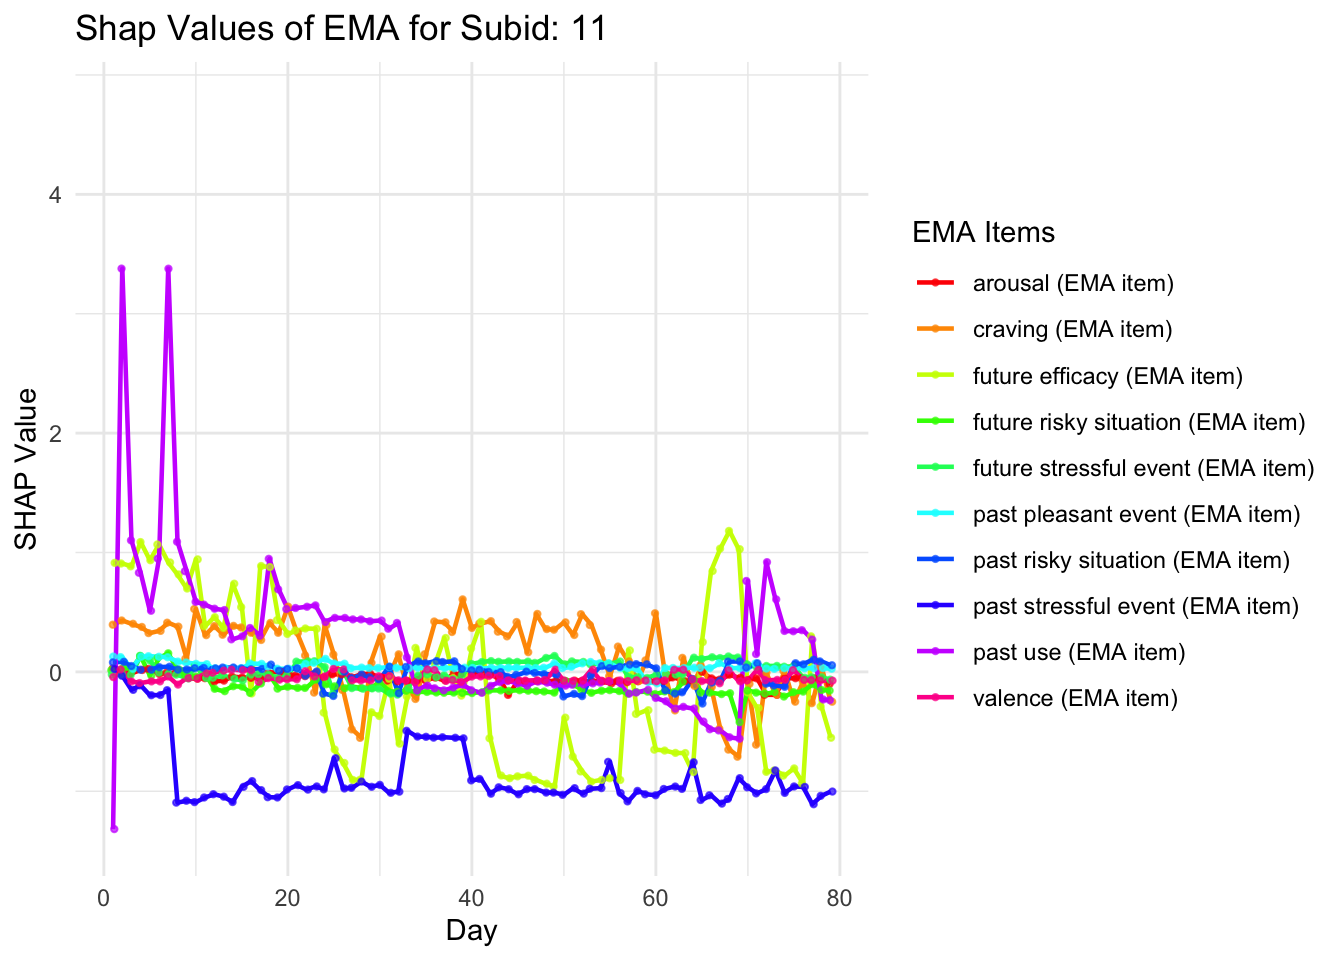 Shap Values of EMA for Subid: 11
SHAP Value
4
2
0
0
20
40
60
80
Day
EMA Items
arousal (EMA item)
craving (EMA item)
future efficacy (EMA item)
future risky situation (EMA item)
future stressful event (EMA item)
past pleasant event (EMA item)
past risky situation (EMA item)
past stressful event (EMA item)
past use (EMA item)
valence (EMA item)